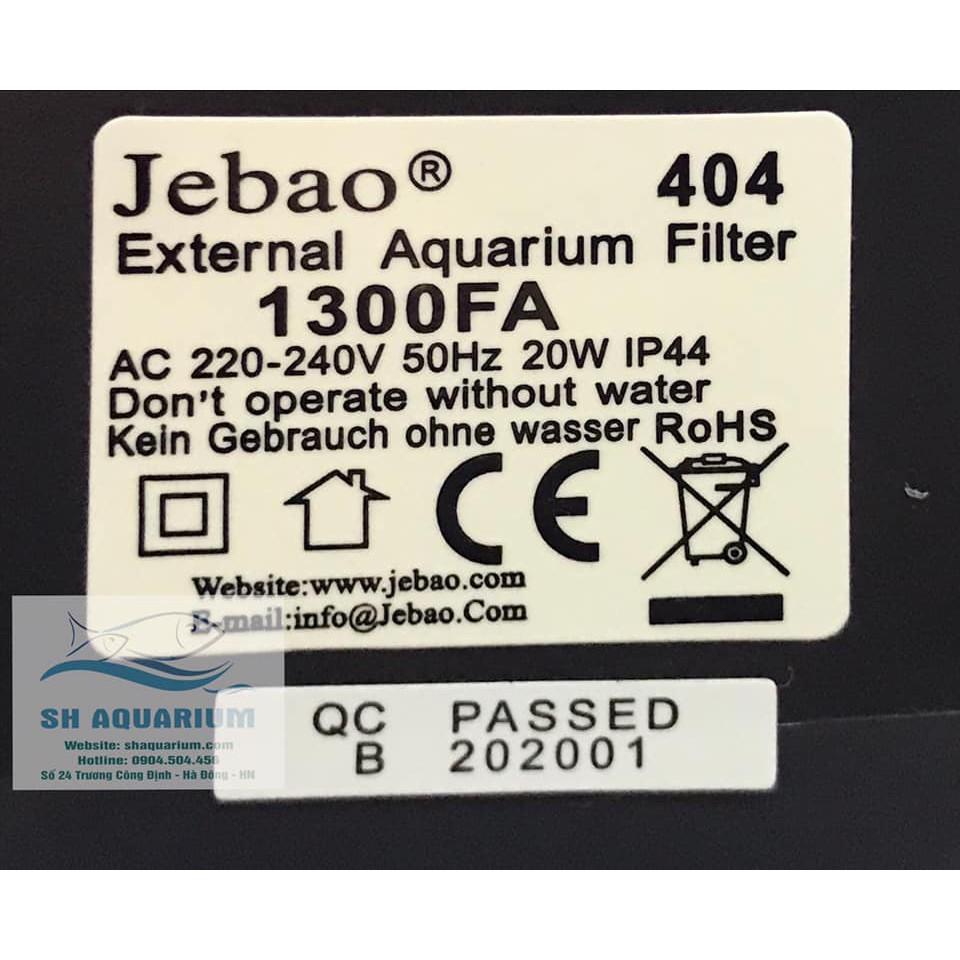 Jebao® 404
External Aquarium Filter
1300FA
AC 220-240V 50Hz 20W IP44
Don't operate without water
Kein Gebrauch ohne wasser RoHS
CE
Website:www.jebao.com
E-mail:info@Jebao.Com
SH AQUARIUM
Website: shaquarium.com
Hotline: 0904.504.456
Số 24 Trương Công Định - Hà Đông - HN
QC PASSED
B 202001